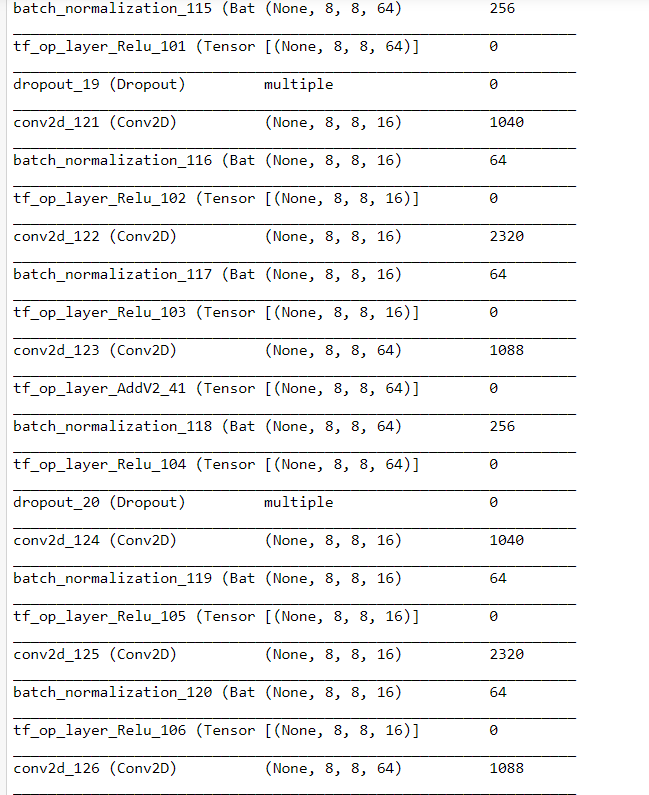 batch_normalization_115 (Bat (None, 8, 8, 64) 256
tf_op_layer_Relu_101 (Tensor [(None, 8, 8, 64)] 0
dropout_19 (Dropout) multiple 0
conv2d_121 (Conv2D) (None, 8, 8, 16) 1040
batch_normalization_116 (Bat (None, 8, 8, 16) 64
tf_op_layer_Relu_102 (Tensor [(None, 8, 8, 16)] 0
conv2d_122 (Conv2D) (None, 8, 8, 16) 2320
batch_normalization_117 (Bat (None, 8, 8, 16) 64
tf_op_layer_Relu_103 (Tensor [(None, 8, 8, 16)] 0
conv2d_123 (Conv2D) (None, 8, 8, 64) 1088
tf_op_layer_AddV2_41 (Tensor [(None, 8, 8, 64)] 0
batch_normalization_118 (Bat (None, 8, 8, 64) 256
tf_op_layer_Relu_104 (Tensor [(None, 8, 8, 64)] 0
dropout_20 (Dropout) multiple 0
conv2d_124 (Conv2D) (None, 8, 8, 16) 1040
batch_normalization_119 (Bat (None, 8, 8, 16) 64
tf_op_layer_Relu_105 (Tensor [(None, 8, 8, 16)] 0
conv2d_125 (Conv2D) (None, 8, 8, 16) 2320
batch_normalization_120 (Bat (None, 8, 8, 16) 64
tf_op_layer_Relu_106 (Tensor [(None, 8, 8, 16)] 0
conv2d_126 (Conv2D) (None, 8, 8, 64) 1088